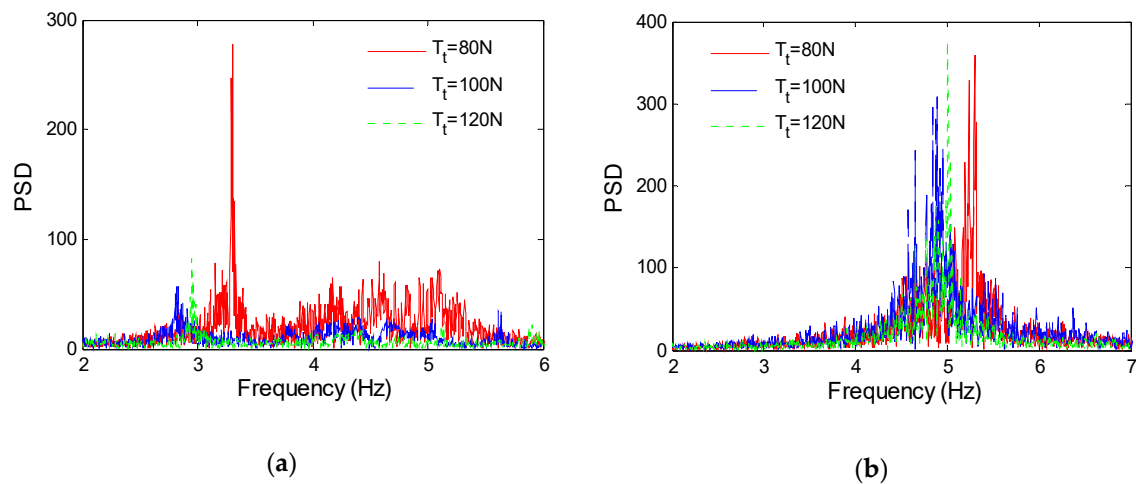 300
200
100
0
PSD
T_t=80N
T_t=100N
T_t=120N
2 3 4 5 6
Frequency (Hz)
(a)
400
300
200
100
0
PSD
T_t=80N
T_t=100N
T_t=120N
2 3 4 5 6 7
Frequency (Hz)
(b)